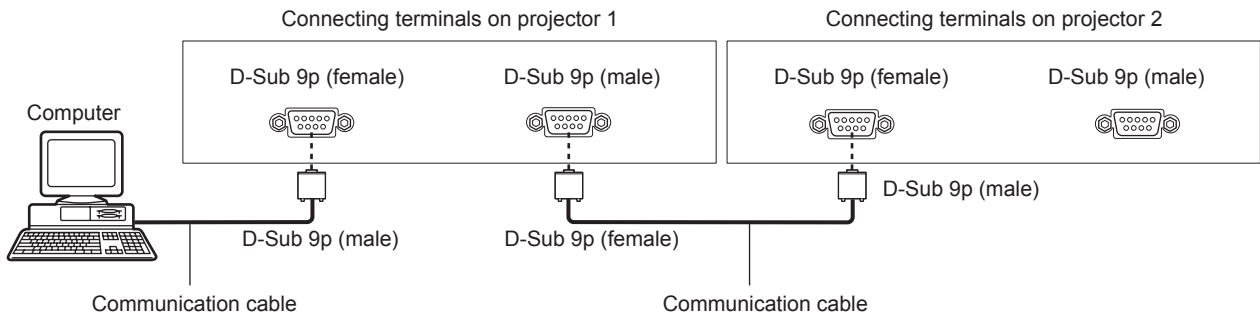 Connecting terminals on projector 1
Connecting terminals on projector 2
D-Sub 9p (female)
D-Sub 9p (male)
D-Sub 9p (female)
D-Sub 9p (male)
Computer
D-Sub 9p (male)
D-Sub 9p (male)
D-Sub 9p (female)
Communication cable
Communication cable